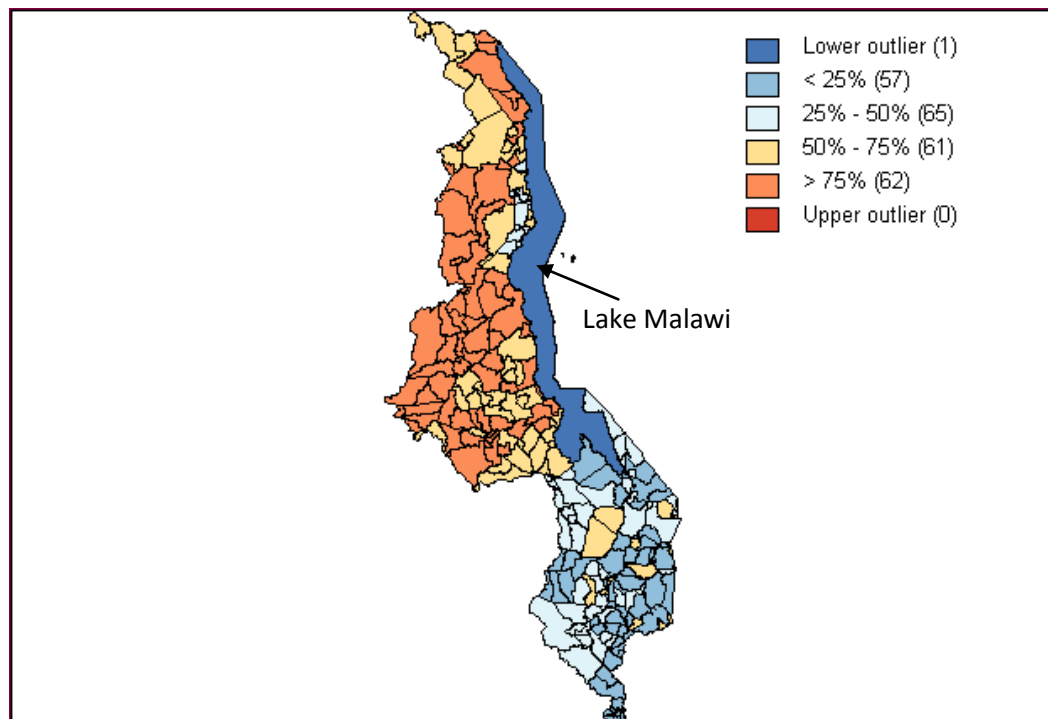 Lower outlier (1)
< 25% (57)
25% - 50% (65)
50% - 75% (61)
> 75% (62)
Upper outlier (0)
Lake Malawi